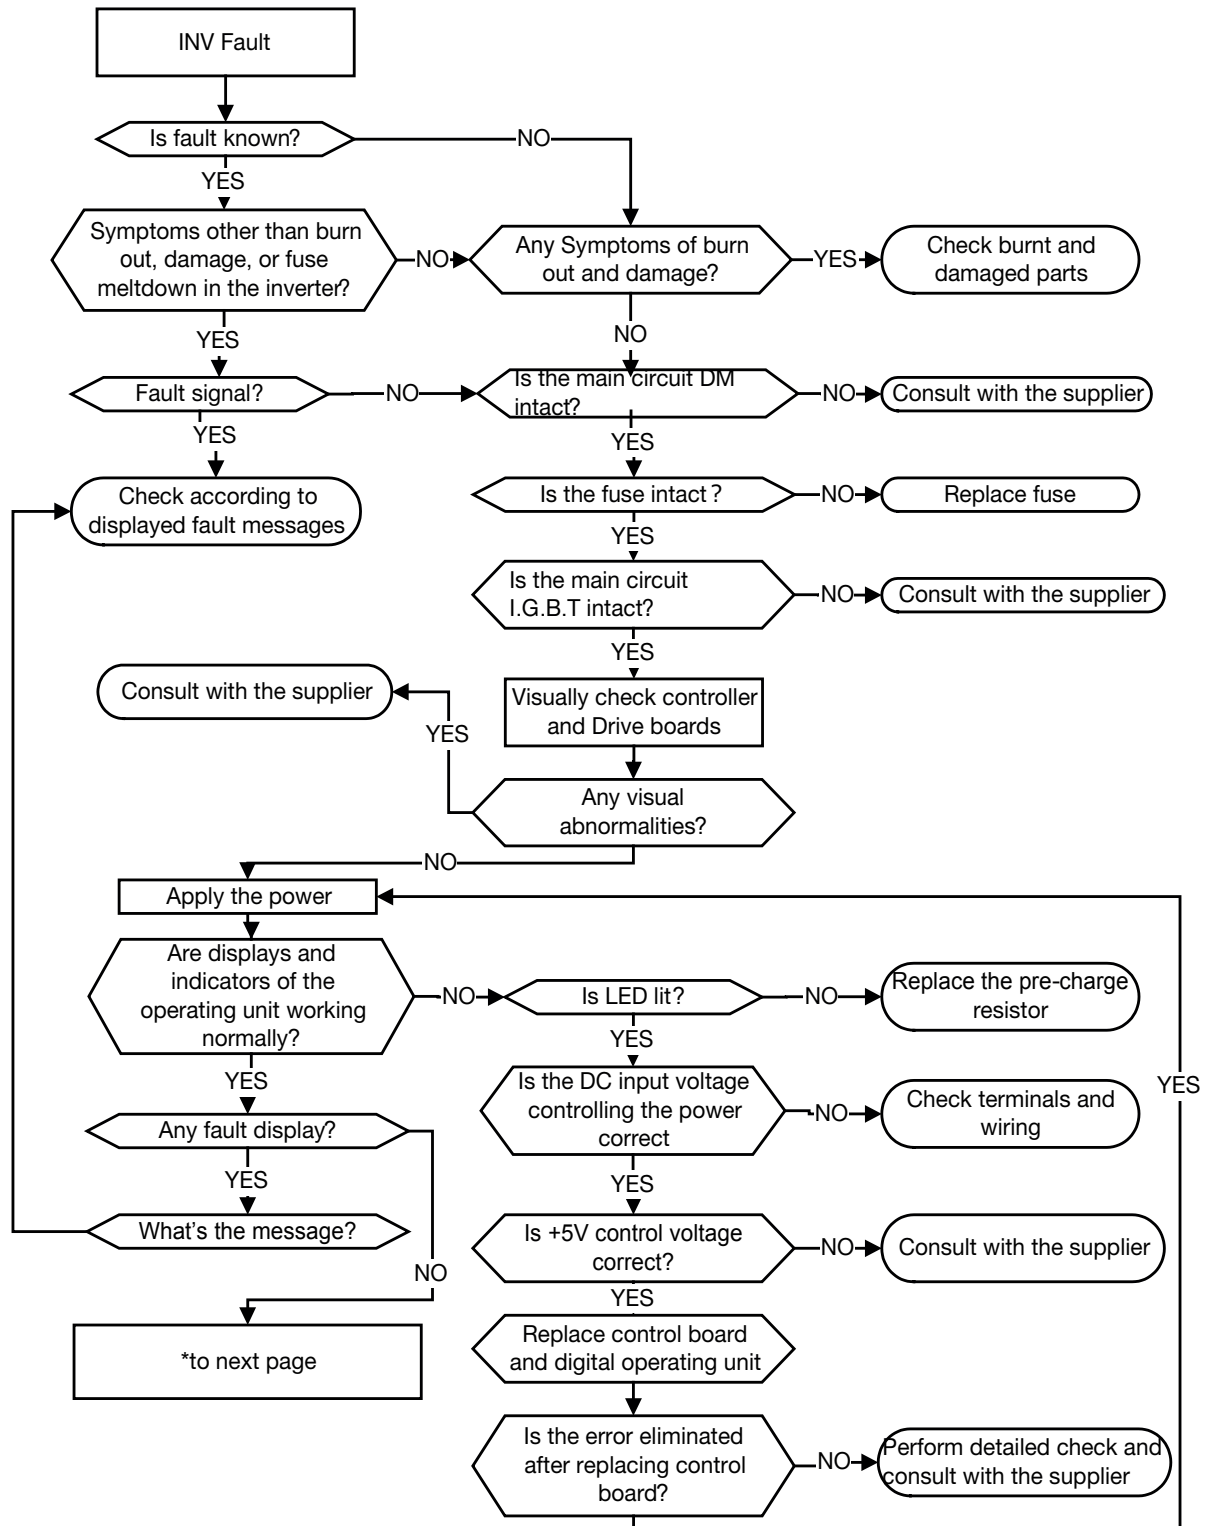 INV Fault
Is fault known?
NO
YES
Symptoms other than burn
out, damage, or fuse
meltdown in the inverter?
NO
Any Symptoms of burn
out and damage?
YES
Check burnt and
damaged parts
YES
NO
Fault signal?
NO
Is the main circuit DM
intact?
NO
Consult with the supplier
YES
YES
Check according to
displayed fault messages
Is the fuse intact ?
NO
Replace fuse
YES
Is the main circuit
I.G.B.T intact?
NO
Consult with the supplier
YES
Visually check controller
and Drive boards
Consult with the supplier
YES
Any visual
abnormalities?
NO
Apply the power
Are displays and
indicators of the
operating unit working
normally?
NO
Is LED lit?
NO
Replace the pre-charge
resistor
YES
YES
YES
Is the DC input voltage
controlling the power
correct
NO
Check terminals and
wiring
Any fault display?
YES
YES
What's the message?
Is +5V control voltage
correct?
NO
Consult with the supplier
NO
YES
*to next page
Replace control board
and digital operating unit
Is the error eliminated
after replacing control
board?
NO
Perform detailed check and
consult with the supplier